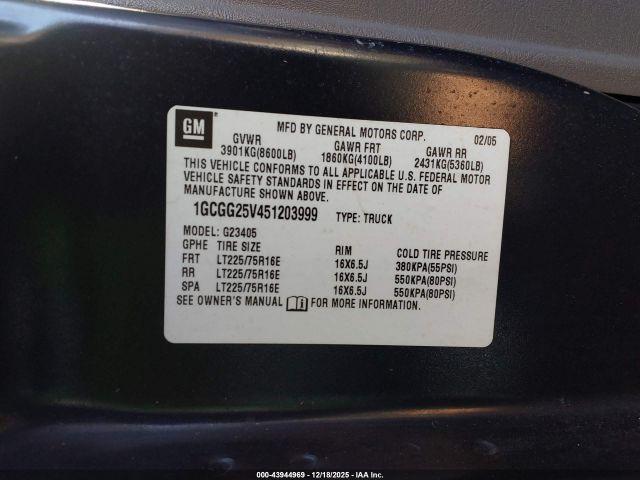 GM
MFD BY GENERAL MOTORS CORP. 02/05
GVWR GAWR FRT GAWR RR
3901KG(8600LB) 1860KG(4100LB) 2431KG(5360LB)
THIS VEHICLE CONFORMS TO ALL APPLICABLE U.S. FEDERAL MOTOR
VEHICLE SAFETY STANDARDS IN EFFECT ON THE DATE OF
MANUFACTURE SHOWN ABOVE.
1GCGG25V451203999 TYPE: TRUCK
MODEL: G23405
GPHE TIRE SIZE RIM COLD TIRE PRESSURE
FRT LT225/75R16E 16X6.5J 380KPA(55PSI)
RR LT225/75R16E 16X6.5J 550KPA(80PSI)
SPA LT225/75R16E 16X6.5J 550KPA(80PSI)
SEE OWNER'S MANUAL FOR MORE INFORMATION.
000-43944969 - 12/18/2025 - IAAI.COM